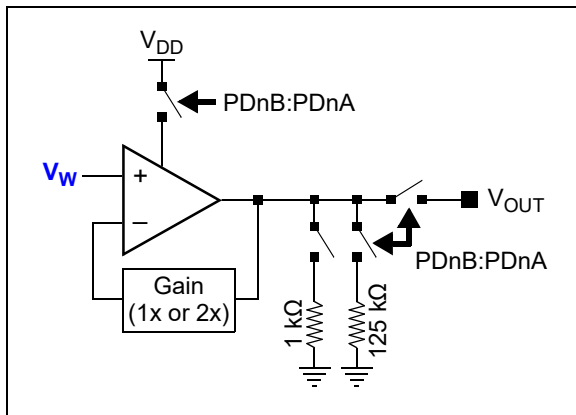 VDD
PDnB:PDnA
VW
+
–
VOUT
PDnB:PDnA
Gain
(1x or 2x)
1 kΩ
125 kΩ